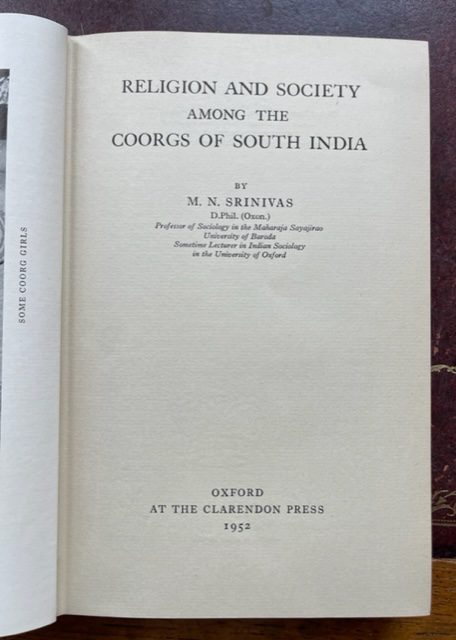 SOME COORG GIRLS
RELIGION AND SOCIETY
AMONG THE
COORGS OF SOUTH INDIA
BY
M. N. SRINIVAS
D.Phil. (Oxon.)
Professor of Sociology in the Maharaja Sayajirao
University of Baroda
Sometime Lecturer in Indian Sociology
in the University of Oxford
OXFORD
AT THE CLARENDON PRESS
1952